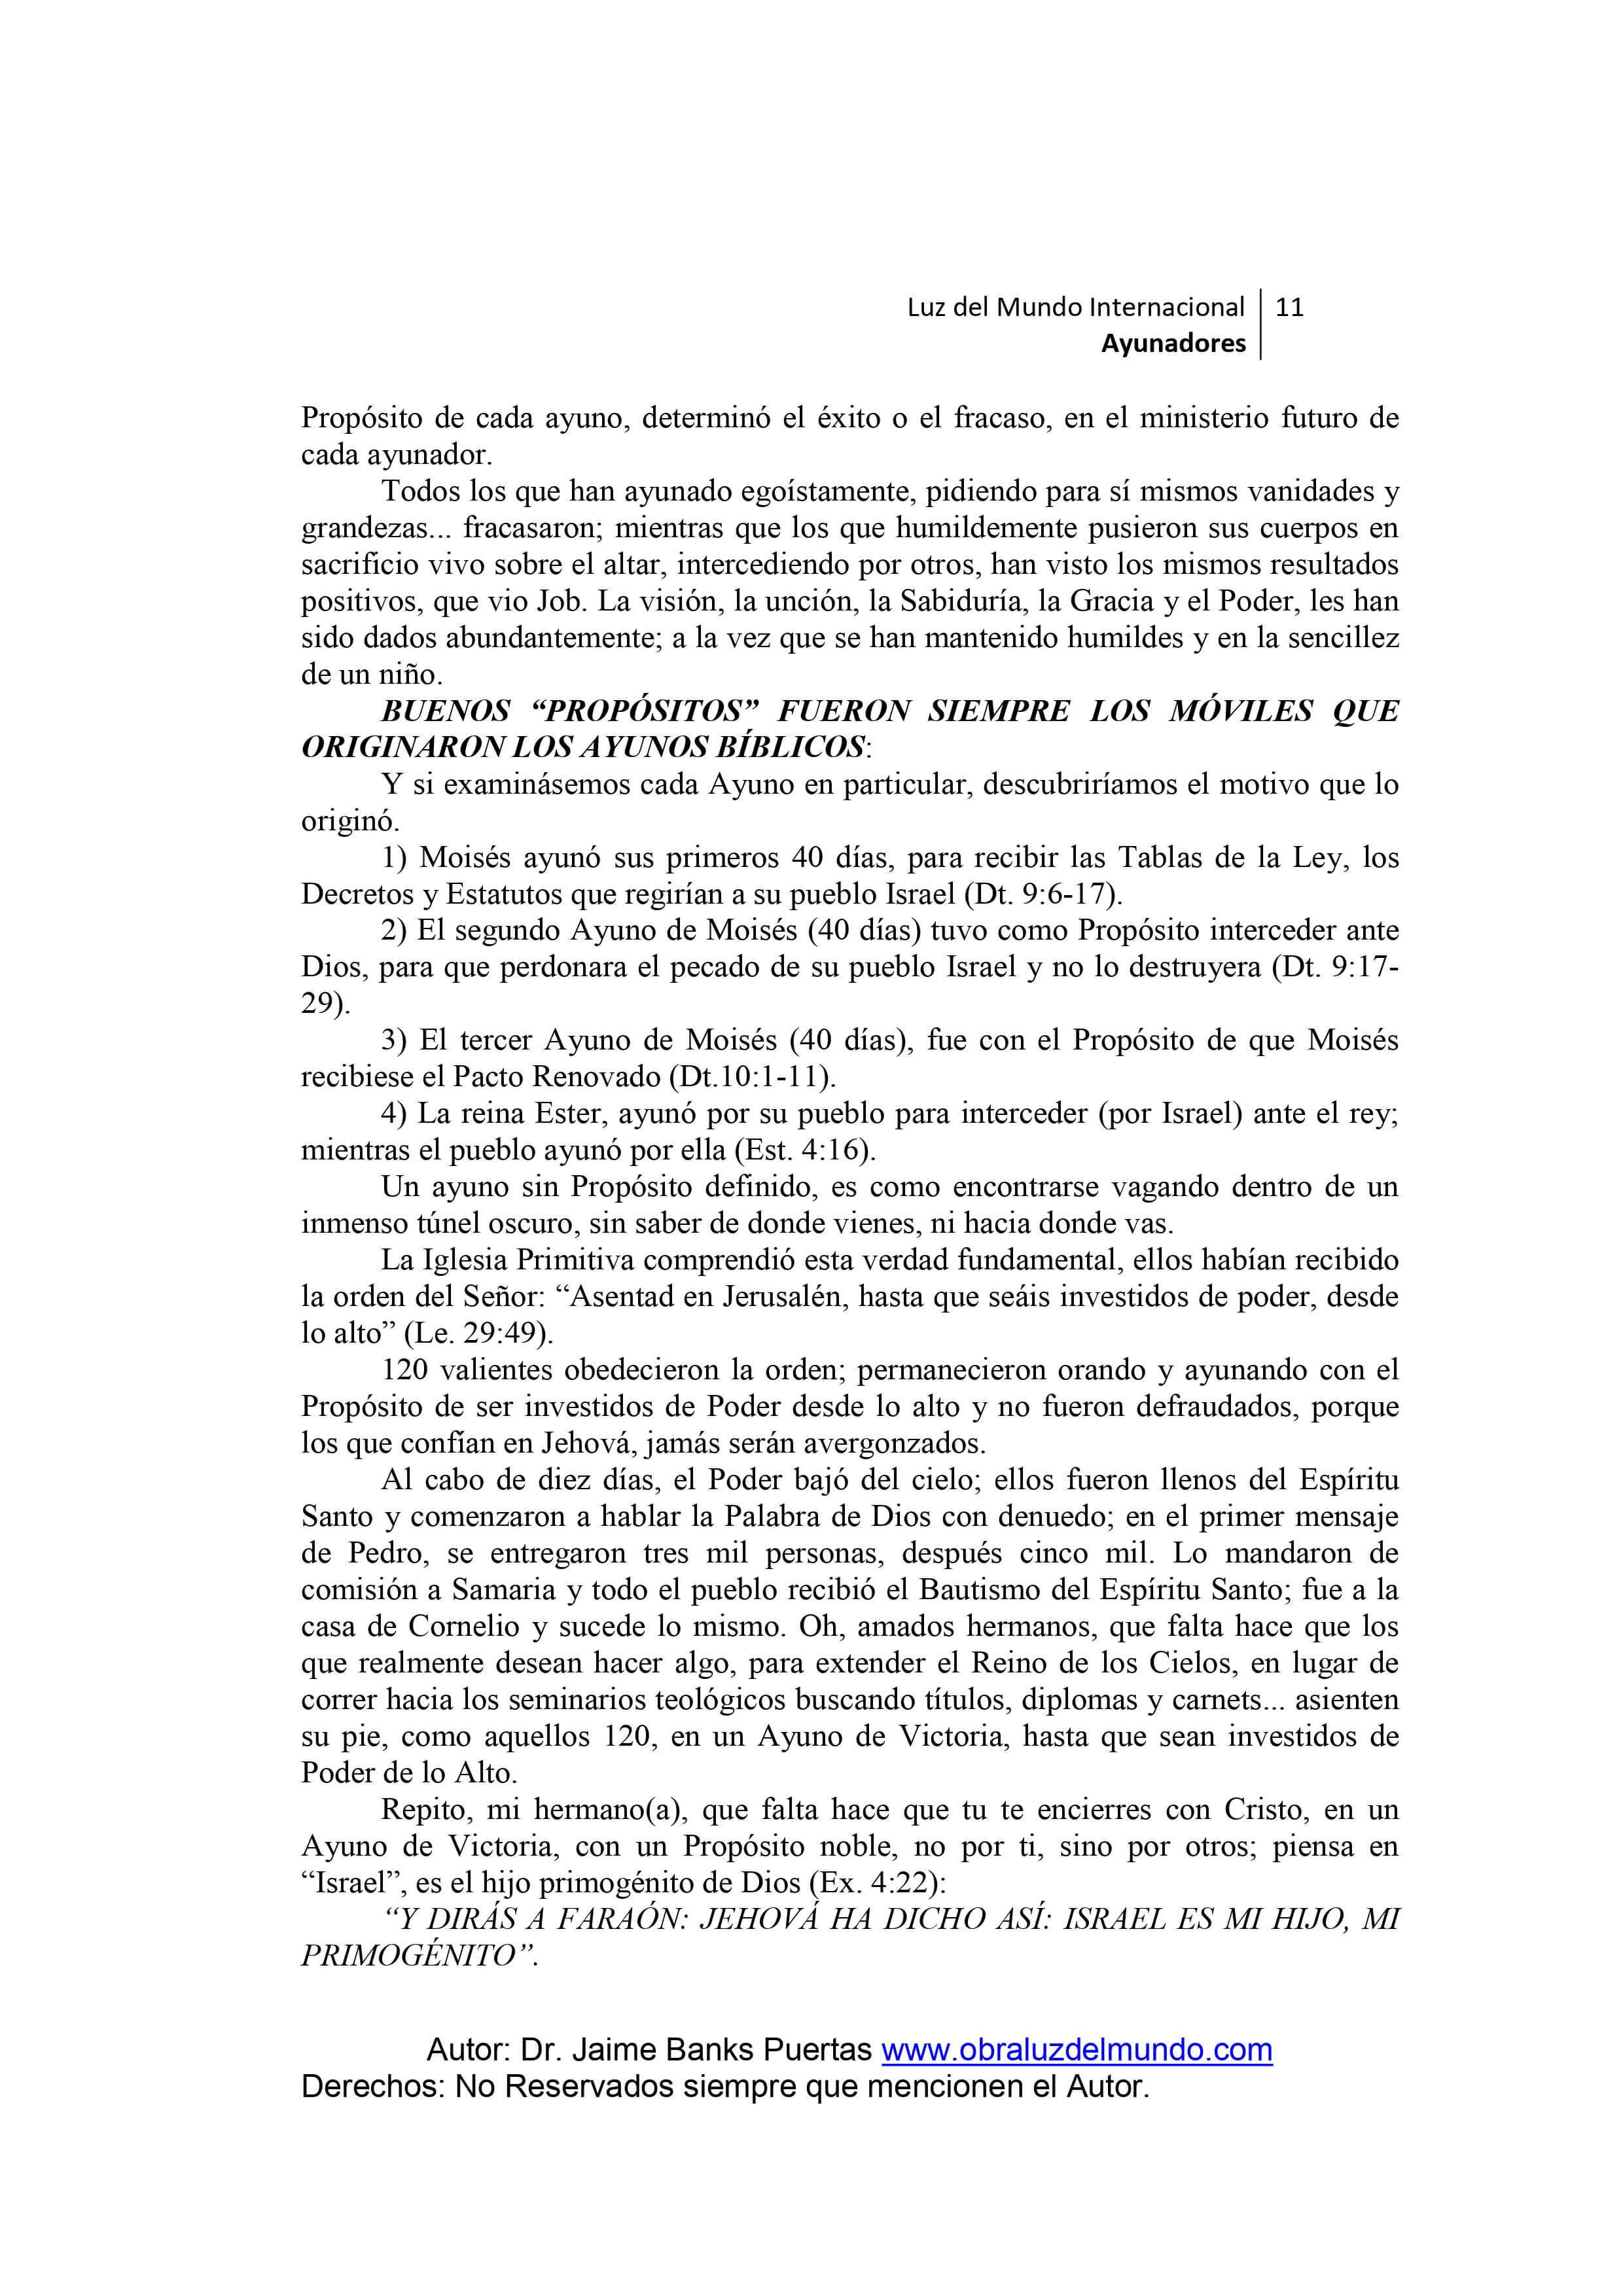 Luz del Mundo Internacional 11
Ayunadores
Propósito de cada ayuno, determinó el éxito o el fracaso, en el ministerio futuro de
cada ayunador.
Todos los que han ayunado egoístamente, pidiendo para sí mismos vanidades y
grandezas... fracasaron; mientras que los que humildemente pusieron sus cuerpos en
sacrificio vivo sobre el altar, intercediendo por otros, han visto los mismos resultados
positivos, que vio Job. La visión, la unción, la Sabiduría, la Gracia y el Poder, les han
sido dados abundantemente; a la vez que se han mantenido humildes y en la sencillez
de un niño.
BUENOS “PROPÓSITOS” FUERON SIEMPRE LOS MÓVILES QUE
ORIGINARON LOS AYUNOS BÍBLICOS:
Y si examinásemos cada Ayuno en particular, descubriríamos el motivo que lo
originó.
1) Moisés ayunó sus primeros 40 días, para recibir las Tablas de la Ley, los
Decretos y Estatutos que regirían a su pueblo Israel (Dt. 9:6-17).
2) El segundo Ayuno de Moisés (40 días) tuvo como Propósito interceder ante
Dios, para que perdonara el pecado de su pueblo Israel y no lo destruyera (Dt. 9:17-
29).
3) El tercer Ayuno de Moisés (40 días), fue con el Propósito de que Moisés
recibiese el Pacto Renovado (Dt.10:1-11).
4) La reina Ester, ayunó por su pueblo para interceder (por Israel) ante el rey;
mientras el pueblo ayunó por ella (Est. 4:16).
Un ayuno sin Propósito definido, es como encontrarse vagando dentro de un
inmenso túnel oscuro, sin saber de donde vienes, ni hacia donde vas.
La Iglesia Primitiva comprendió esta verdad fundamental, ellos habían recibido
la orden del Señor: “Asentad en Jerusalén, hasta que seáis investidos de poder, desde
lo alto” (Le. 29:49).
120 valientes obedecieron la orden; permanecieron orando y ayunando con el
Propósito de ser investidos de Poder desde lo alto y no fueron defraudados, porque
los que confían en Jehová, jamás serán avergonzados.
Al cabo de diez días, el Poder bajó del cielo; ellos fueron llenos del Espíritu
Santo y comenzaron a hablar la Palabra de Dios con denuedo; en el primer mensaje
de Pedro, se entregaron tres mil personas, después cinco mil. Lo mandaron de
comisión a Samaria y todo el pueblo recibió el Bautismo del Espíritu Santo; fue a la
casa de Cornelio y sucede lo mismo. Oh, amados hermanos, que falta hace que los
que realmente desean hacer algo, para extender el Reino de los Cielos, en lugar de
correr hacia los seminarios teológicos buscando títulos, diplomas y carnets... asienten
su pie, como aquellos 120, en un Ayuno de Victoria, hasta que sean investidos de
Poder de lo Alto.
Repito, mi hermano(a), que falta hace que tu te encierres con Cristo, en un
Ayuno de Victoria, con un Propósito noble, no por ti, sino por otros; piensa en
“Israel”, es el hijo primogénito de Dios (Ex. 4:22):
“Y DIRÁS A FARAÓN: JEHOVÁ HA DICHO ASÍ: ISRAEL ES MI HIJO, MI
PRIMOGÉNITO”.
Autor: Dr. Jaime Banks Puertas www.obraluzdelmundo.com
Derechos: No Reservados siempre que mencionen el Autor.